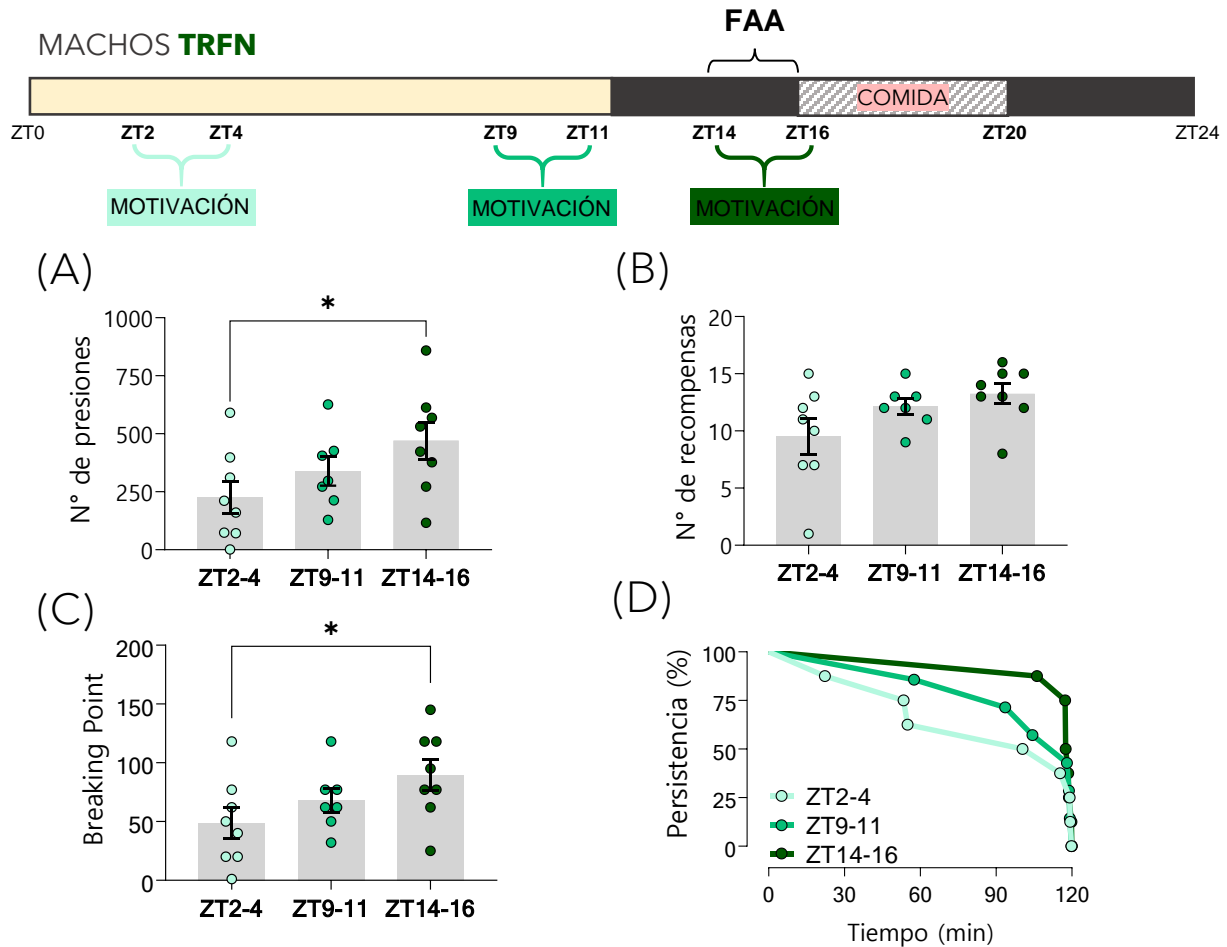 FAA
MACHOS TRFN
COMIDA
ZT0 ZT2 ZT4 ZT9 ZT11 ZT14 ZT16 ZT20 ZT24
MOTIVACIÓN MOTIVACIÓN MOTIVACIÓN
(A)
*
N° de presiones
1000
750
500
250
0
ZT2-4 ZT9-11 ZT14-16
(B)
N° de recompensas
20
15
10
5
0
ZT2-4 ZT9-11 ZT14-16
(C)
*
Breaking Point
200
150
100
50
0
ZT2-4 ZT9-11 ZT14-16
(D)
Persistencia (%)
100
75
50
25
0
ZT2-4
ZT9-11
ZT14-16
0 30 60 90 120
Tiempo (min)